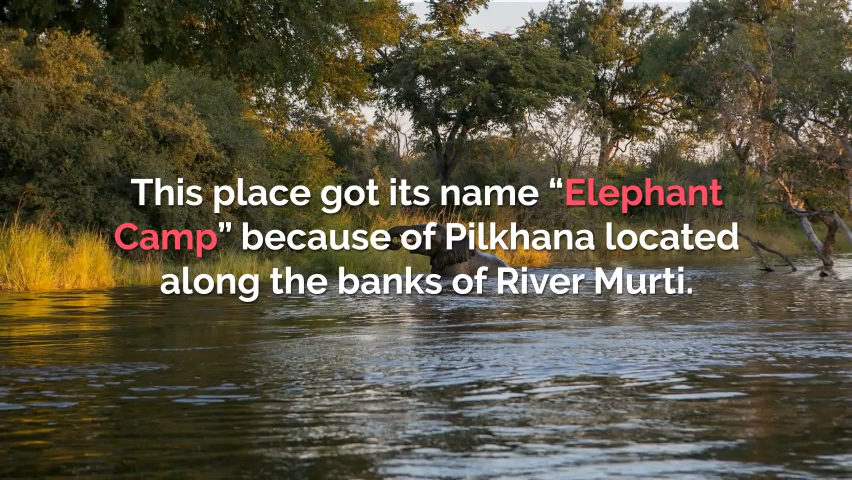 This place got its name “Elephant
Camp” because of Pilkhana located
along the banks of River Murti.